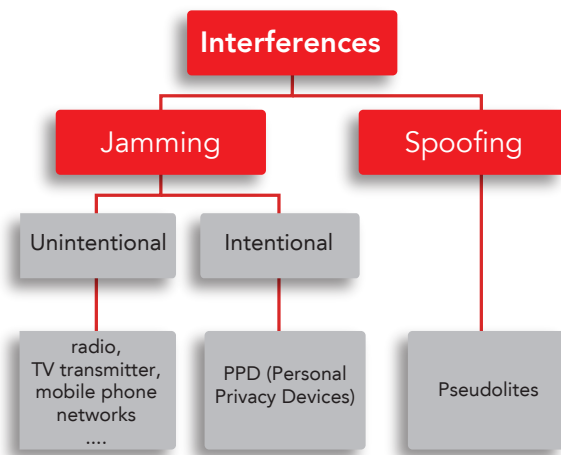 Interferences
Jamming
Spoofing
Unintentional
Intentional
radio,
TV transmitter,
mobile phone
networks
....
PPD (Personal
Privacy Devices)
Pseudolites